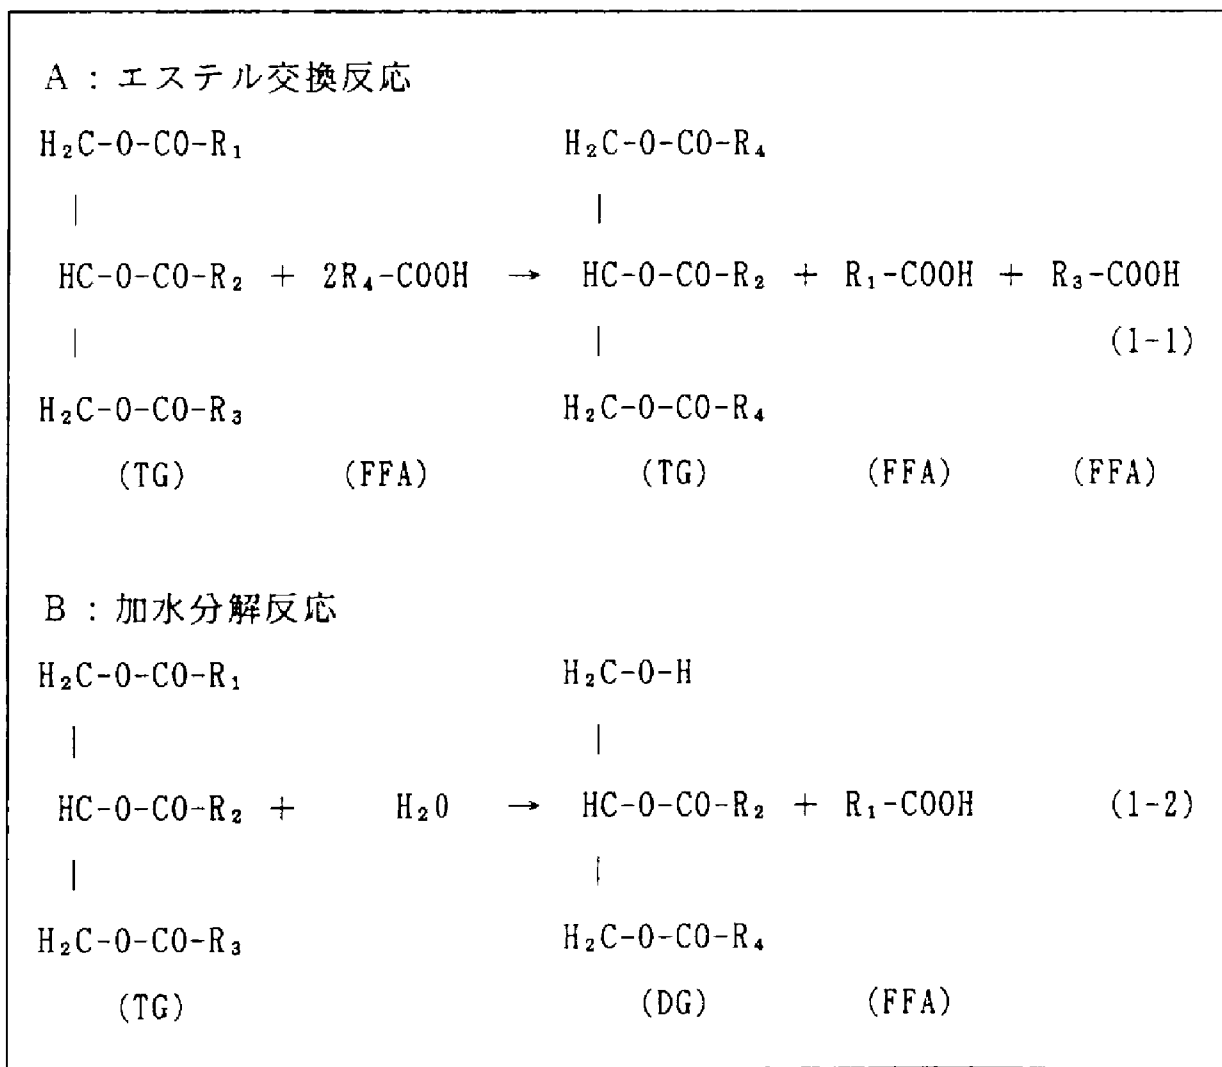 A：エステル交換反応
H₂C-O-CO-R₁ H₂C-O-CO-R₄
| |
HC-O-CO-R₂ + 2R₄-COOH → HC-O-CO-R₂ + R₁-COOH + R₃-COOH
| | (1-1)
H₂C-O-CO-R₃ H₂C-O-CO-R₄
(TG) (FFA) (TG) (FFA) (FFA)
B：加水分解反応
H₂C-O-CO-R₁ H₂C-O-H
| |
HC-O-CO-R₂ + H₂O → HC-O-CO-R₂ + R₁-COOH (1-2)
| |
H₂C-O-CO-R₃ H₂C-O-CO-R₄
(TG) (DG) (FFA)